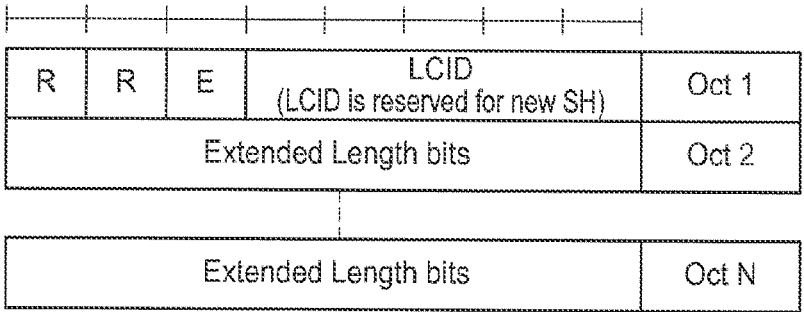 R R E LCID Oct 1
(LCID is reserved for new SH)
Extended Length bits Oct 2
Extended Length bits Oct N